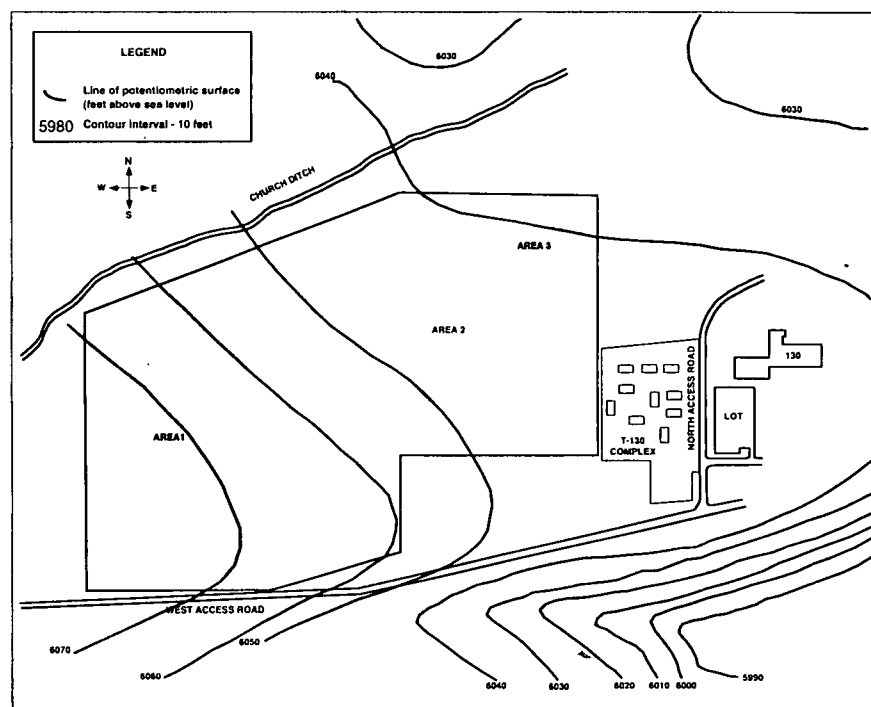 LEGEND
Line of potentiometric surface
(feet above sea level)
5980 Contour interval - 10 feet
6030
6040
6030
N
W E
S
CHURCH DITCH
AREA 3
AREA 2
130
NORTH ACCESS ROAD
LOT
AREA1
T-130
COMPLEX
WEST ACCESS ROAD
6050
6070
6060
6040
6030
6020
6010
6000
5990